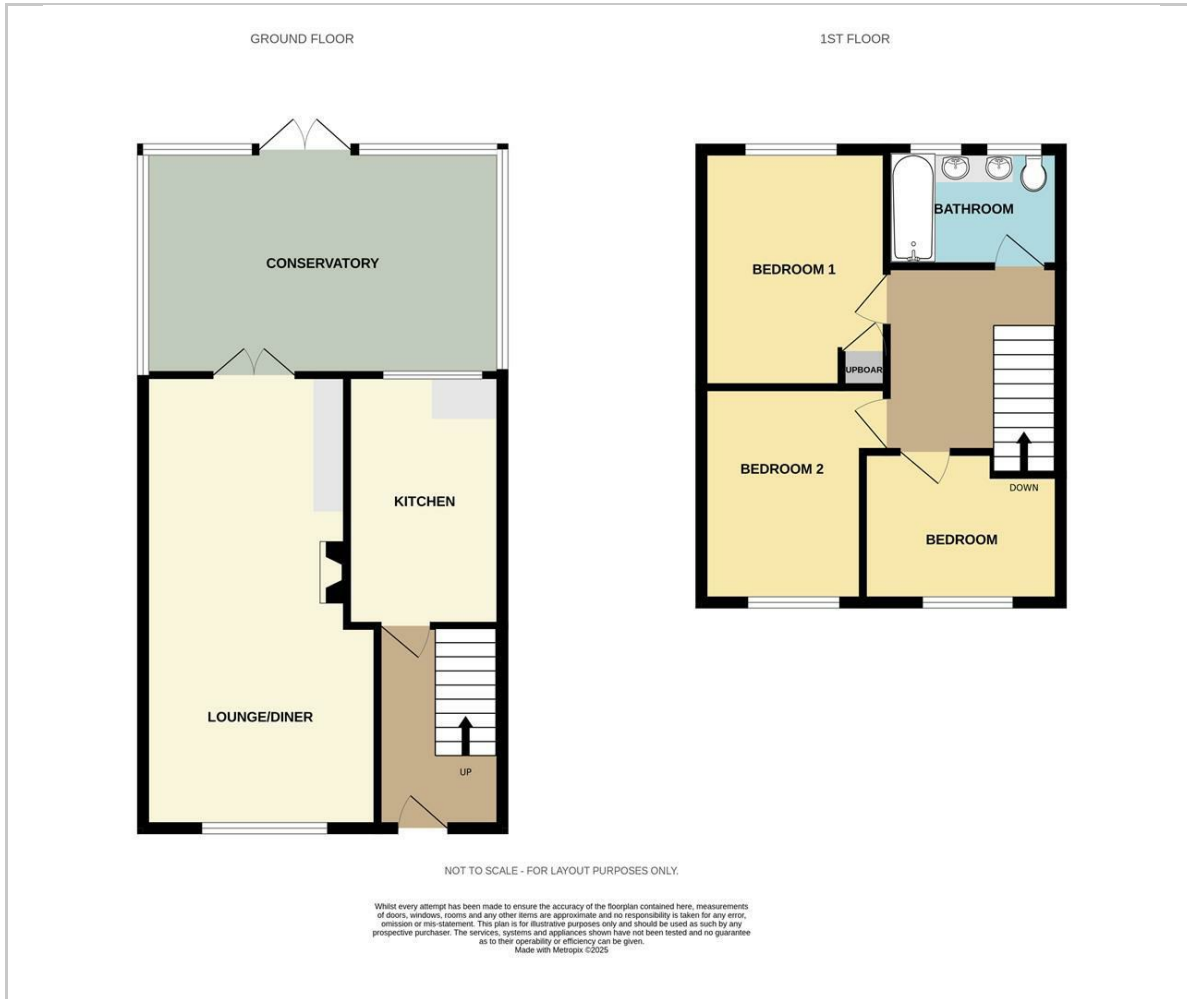 GROUND FLOOR
1ST FLOOR
CONSERVATORY
KITCHEN
LOUNGE/DINER
UP
BATHROOM
BEDROOM 1
UPBOAR
BEDROOM 2
DOWN
BEDROOM
NOT TO SCALE - FOR LAYOUT PURPOSES ONLY.
Whilst every attempt has been made to ensure the accuracy of the floorplan contained here, measurements
of doors, windows, rooms and any other items are approximate and no responsibility is taken for any error,
omission or mis-statement. This plan is for illustrative purposes only and should be used as such by any
prospective purchaser. The services, systems and appliances shown have not been tested and no guarantee
as to their operability or efficiency can be given.
Made with Metropix ©2025